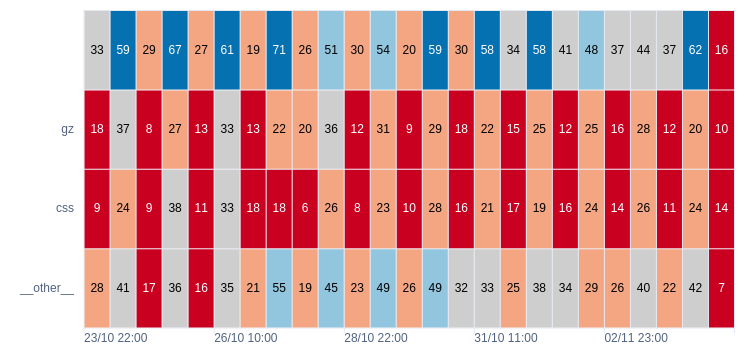 33 59 29 67 27 61 19 71 26 51 30 54 20 59 30 58 34 58 41 48 37 44 37 62 16
gz 18 37 8 27 13 33 13 22 20 36 12 31 9 29 18 22 15 25 12 25 16 28 12 20 10
css 9 24 9 38 11 33 18 18 6 26 8 23 10 28 16 21 17 19 16 24 14 26 11 24 14
__other__ 28 41 17 36 16 35 21 55 19 45 23 49 26 49 32 33 25 38 34 29 26 40 22 42 7
23/10 22:00 26/10 10:00 28/10 22:00 31/10 11:00 02/11 23:00